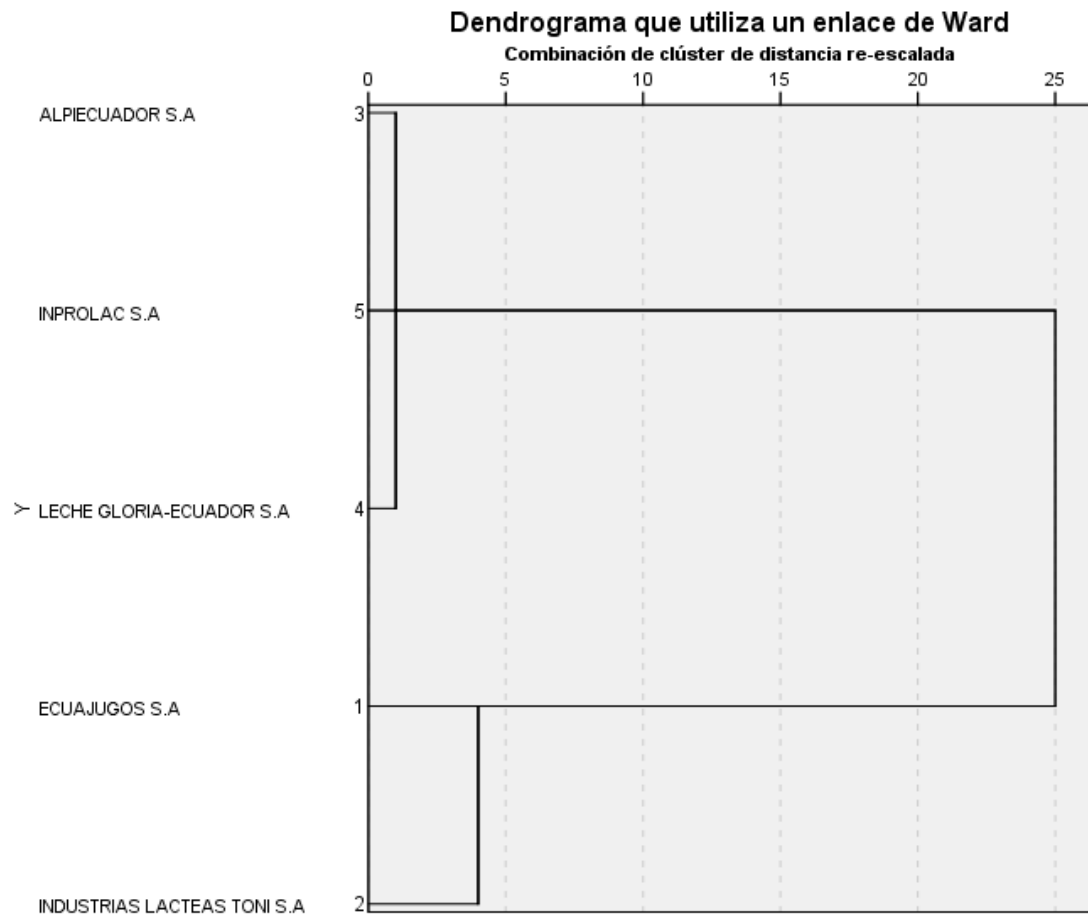 Dendrograma que utiliza un enlace de Ward
Combinación de clúster de distancia re-escalada
0 5 10 15 20 25
ALPIECUADOR S.A 3
INPROLAC S.A 5
Y
LECHE GLORIA-ECUADOR S.A 4
ECUAJUGOS S.A 1
INDUSTRIAS LACTEAS TONI S.A 2